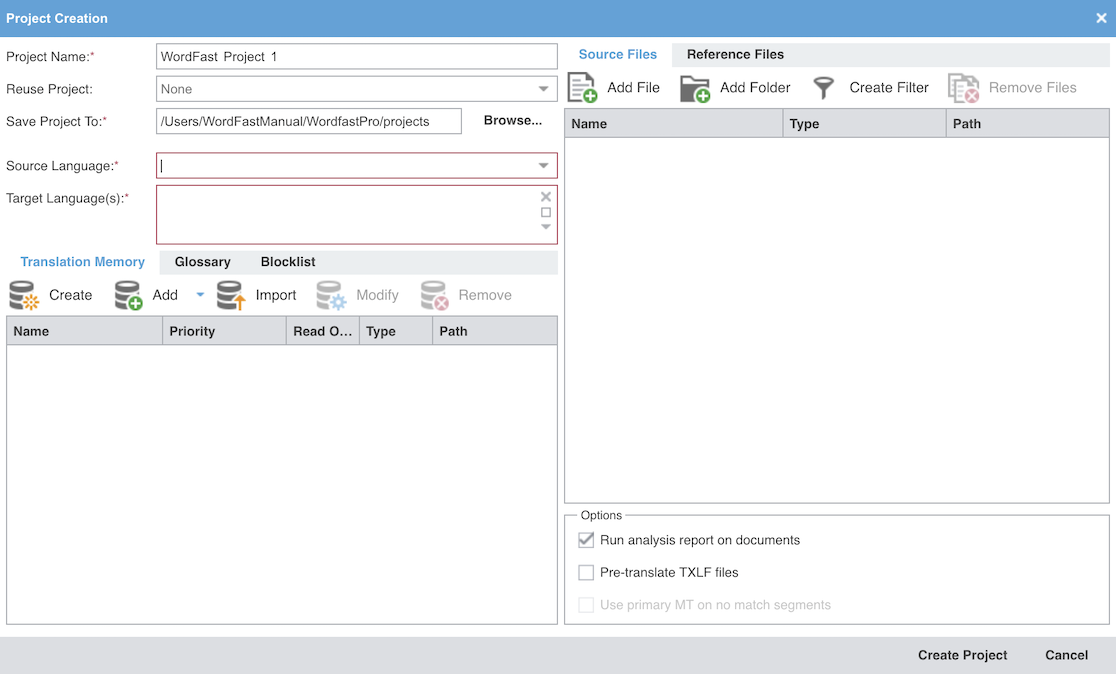 Project Creation
Project Name:*
WordFast Project 1
Reuse Project:
None
Save Project To:*
/Users/WordFastManual/WordfastPro/projects
Browse...
Source Language:*
Target Language(s):*
Translation Memory
Glossary
Blocklist
Create
Add
Import
Modify
Remove
Name
Priority
Read O...
Type
Path
Source Files
Reference Files
Add File
Add Folder
Create Filter
Remove Files
Name
Type
Path
Options
Run analysis report on documents
Pre-translate TXLF files
Use primary MT on no match segments
Create Project
Cancel